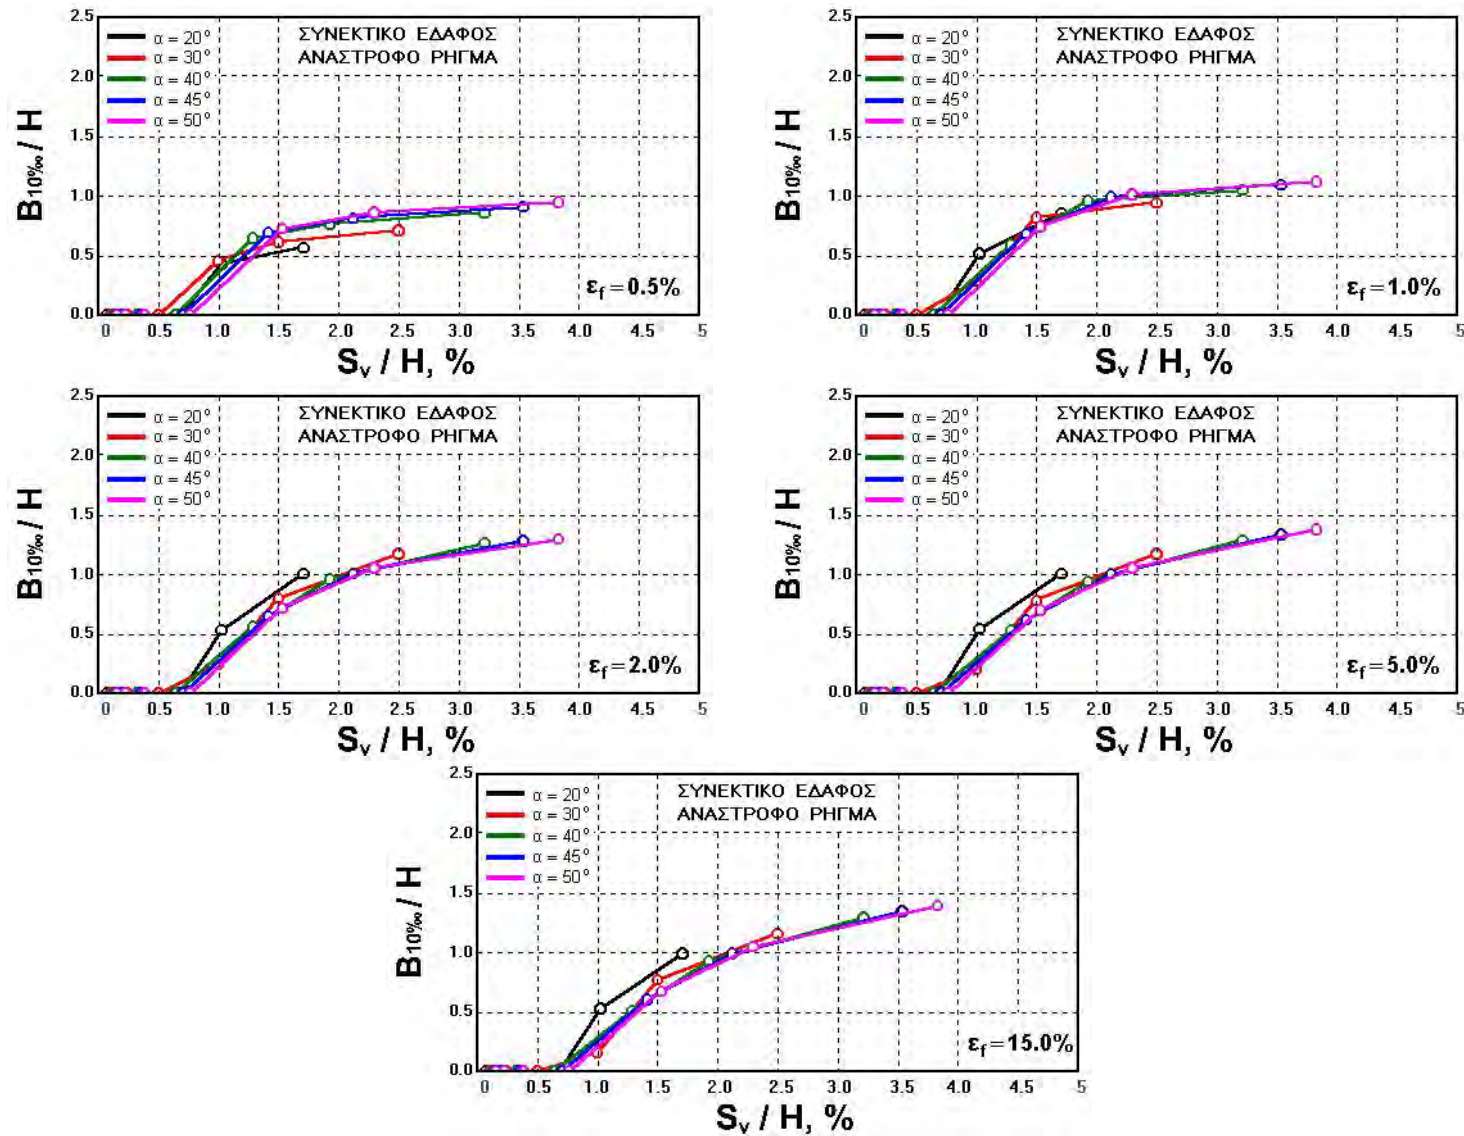 2.5
2.0
1.5
1.0
0.5
0.0
B10‰ / H
α = 20°
α = 30°
α = 40°
α = 45°
α = 50°
ΣΥΝΕΚΤΙΚΟ ΕΔΑΦΟΣ
ΑΝΑΣΤΡΟΦΟ ΡΗΓΜΑ
εf = 0.5%
0 0.5 1.0 1.5 2.0 2.5 3.0 3.5 4.0 4.5 5
Sv / H, %
2.5
2.0
1.5
1.0
0.5
0.0
B10‰ / H
α = 20°
α = 30°
α = 40°
α = 45°
α = 50°
ΣΥΝΕΚΤΙΚΟ ΕΔΑΦΟΣ
ΑΝΑΣΤΡΟΦΟ ΡΗΓΜΑ
εf = 1.0%
0 0.5 1.0 1.5 2.0 2.5 3.0 3.5 4.0 4.5 5
Sv / H, %
2.5
2.0
1.5
1.0
0.5
0.0
B10‰ / H
α = 20°
α = 30°
α = 40°
α = 45°
α = 50°
ΣΥΝΕΚΤΙΚΟ ΕΔΑΦΟΣ
ΑΝΑΣΤΡΟΦΟ ΡΗΓΜΑ
εf = 2.0%
0 0.5 1.0 1.5 2.0 2.5 3.0 3.5 4.0 4.5 5
Sv / H, %
2.5
2.0
1.5
1.0
0.5
0.0
B10‰ / H
α = 20°
α = 30°
α = 40°
α = 45°
α = 50°
ΣΥΝΕΚΤΙΚΟ ΕΔΑΦΟΣ
ΑΝΑΣΤΡΟΦΟ ΡΗΓΜΑ
εf = 5.0%
0 0.5 1.0 1.5 2.0 2.5 3.0 3.5 4.0 4.5 5
Sv / H, %
2.5
2.0
1.5
1.0
0.5
0.0
B10‰ / H
α = 20°
α = 30°
α = 40°
α = 45°
α = 50°
ΣΥΝΕΚΤΙΚΟ ΕΔΑΦΟΣ
ΑΝΑΣΤΡΟΦΟ ΡΗΓΜΑ
εf = 15.0%
0 0.5 1.0 1.5 2.0 2.5 3.0 3.5 4.0 4.5 5
Sv / H, %